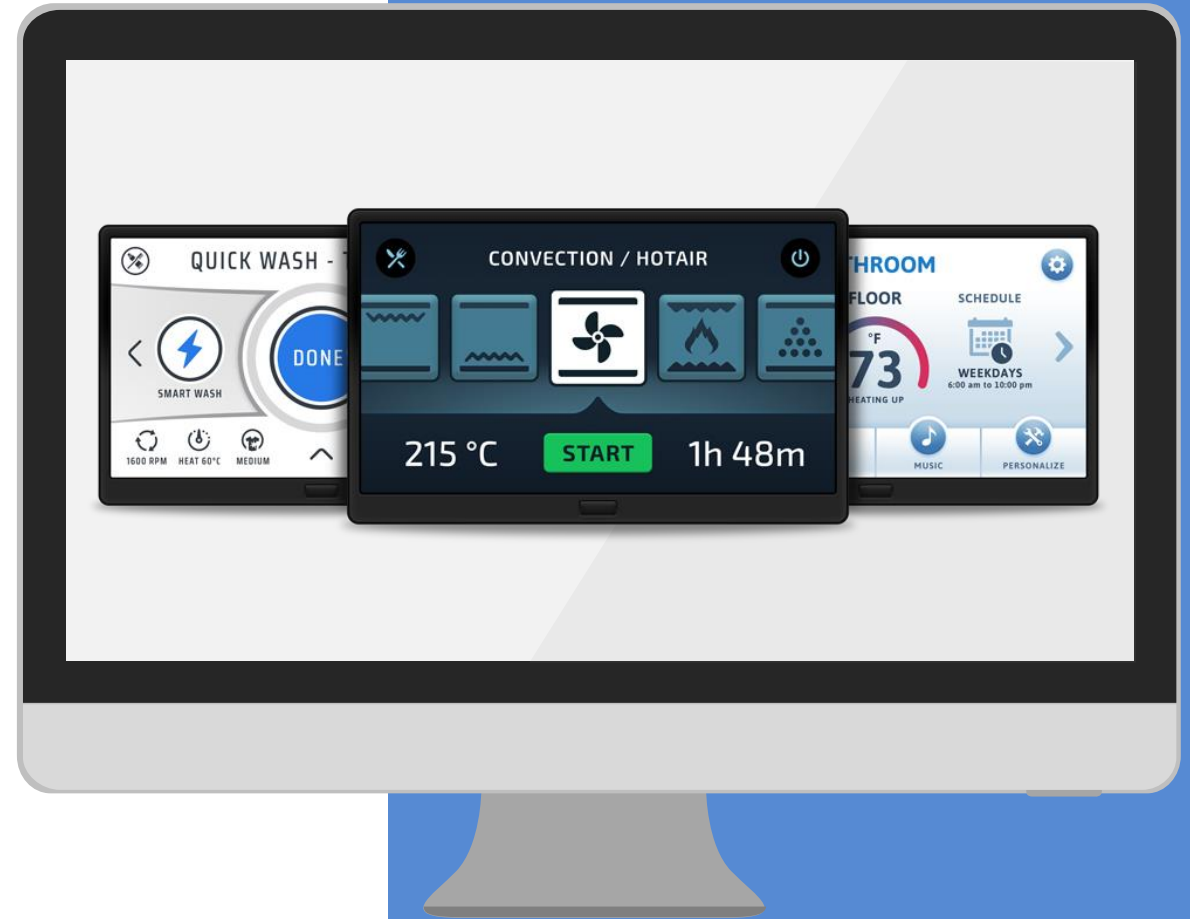 QUICK WASH -
DONE
SMART WASH
1600 RPM
HEAT 60°C
MEDIUM
CONVECTION / HOTAIR
215 °C
START
1h 48m
FLOOR
SCHEDULE
°F
73
HEATING UP
WEEKDAYS
6:00 am to 10:00 pm
MUSIC
PERSONALIZE